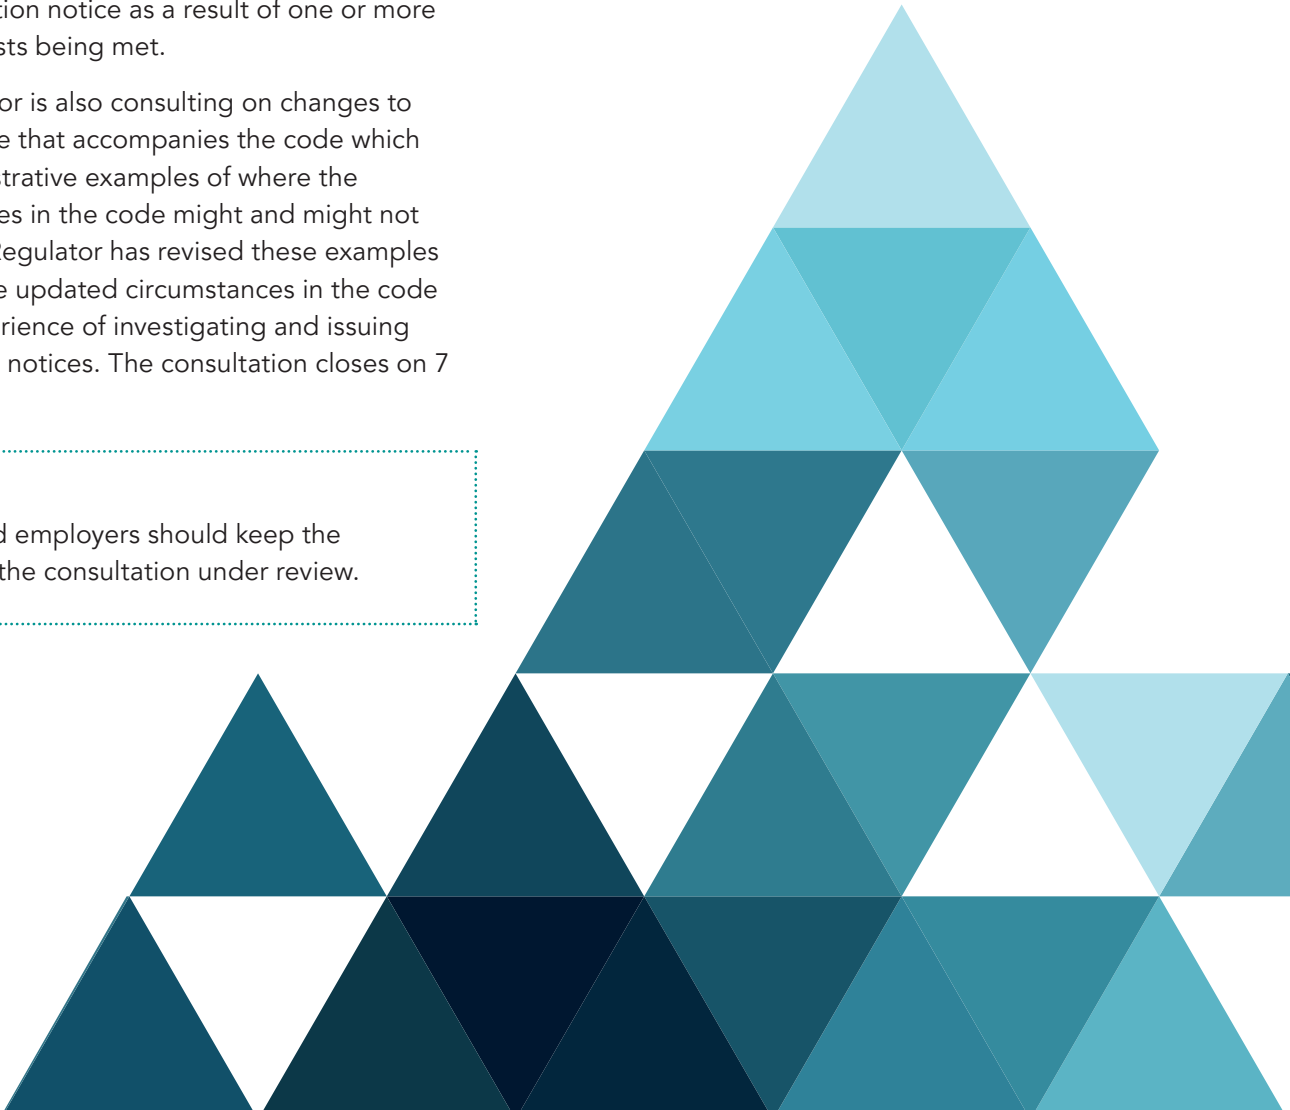 tion notice as a result of one or more
sts being met.
or is also consulting on changes to
e that accompanies the code which
strative examples of where the
es in the code might and might not
Regulator has revised these examples
e updated circumstances in the code
rience of investigating and issuing
notices. The consultation closes on 7
d employers should keep the
the consultation under review.